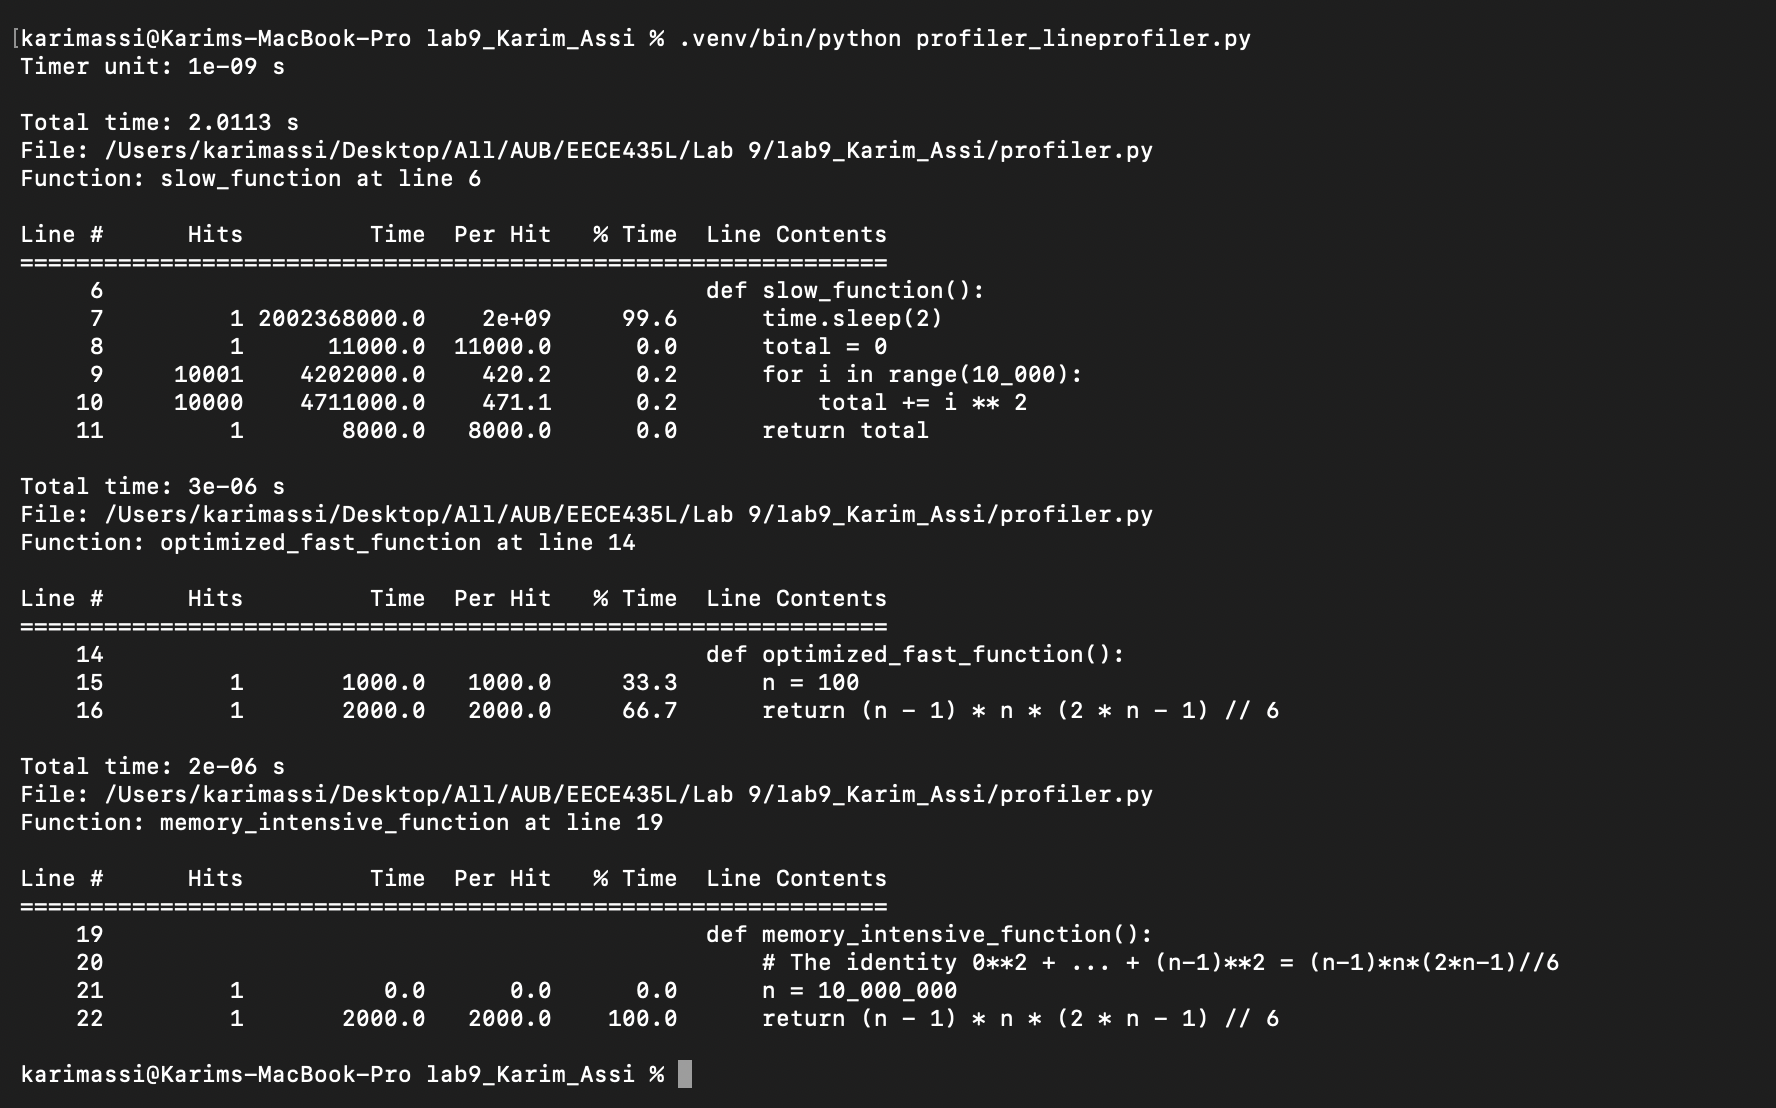 [karimassi@Karims-MacBook-Pro lab9_Karim_Assi % .venv/bin/python profiler_lineprofiler.py
Timer unit: 1e-09 s

Total time: 2.0113 s
File: /Users/karimassi/Desktop/All/AUB/EECE435L/Lab 9/lab9_Karim_Assi/profiler.py
Function: slow_function at line 6

Line #      Hits         Time  Per Hit   % Time  Line Contents
==============================================================
     6                                           def slow_function():
     7         1 2002368000.0    2e+09     99.6      time.sleep(2)
     8         1      11000.0  11000.0      0.0      total = 0
     9     10001    4202000.0    420.2      0.2      for i in range(10_000):
    10     10000    4711000.0    471.1      0.2          total += i ** 2
    11         1       8000.0   8000.0      0.0      return total

Total time: 3e-06 s
File: /Users/karimassi/Desktop/All/AUB/EECE435L/Lab 9/lab9_Karim_Assi/profiler.py
Function: optimized_fast_function at line 14

Line #      Hits         Time  Per Hit   % Time  Line Contents
==============================================================
    14                                           def optimized_fast_function():
    15         1       1000.0   1000.0     33.3      n = 100
    16         1       2000.0   2000.0     66.7      return (n - 1) * n * (2 * n - 1) // 6

Total time: 2e-06 s
File: /Users/karimassi/Desktop/All/AUB/EECE435L/Lab 9/lab9_Karim_Assi/profiler.py
Function: memory_intensive_function at line 19

Line #      Hits         Time  Per Hit   % Time  Line Contents
==============================================================
    19                                           def memory_intensive_function():
    20                                               # The identity 0**2 + ... + (n-1)**2 = (n-1)*n*(2*n-1)//6
    21         1          0.0      0.0      0.0      n = 10_000_000
    22         1       2000.0   2000.0    100.0      return (n - 1) * n * (2 * n - 1) // 6

karimassi@Karims-MacBook-Pro lab9_Karim_Assi %